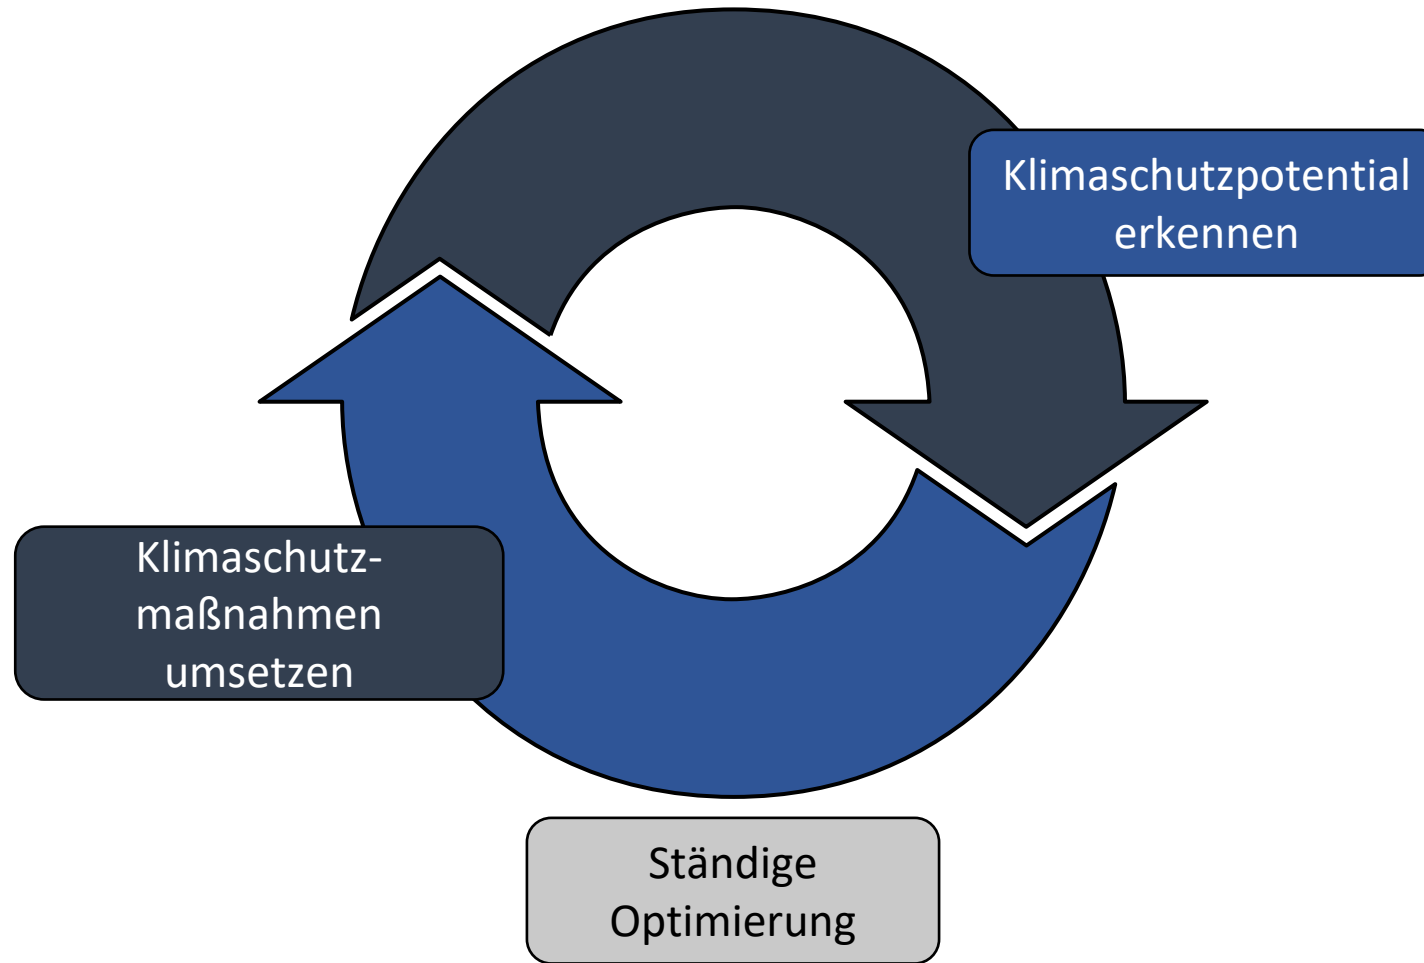 Klimaschutzpotential
erkennen
Klimaschutz-
maßnahmen
umsetzen
Ständige
Optimierung